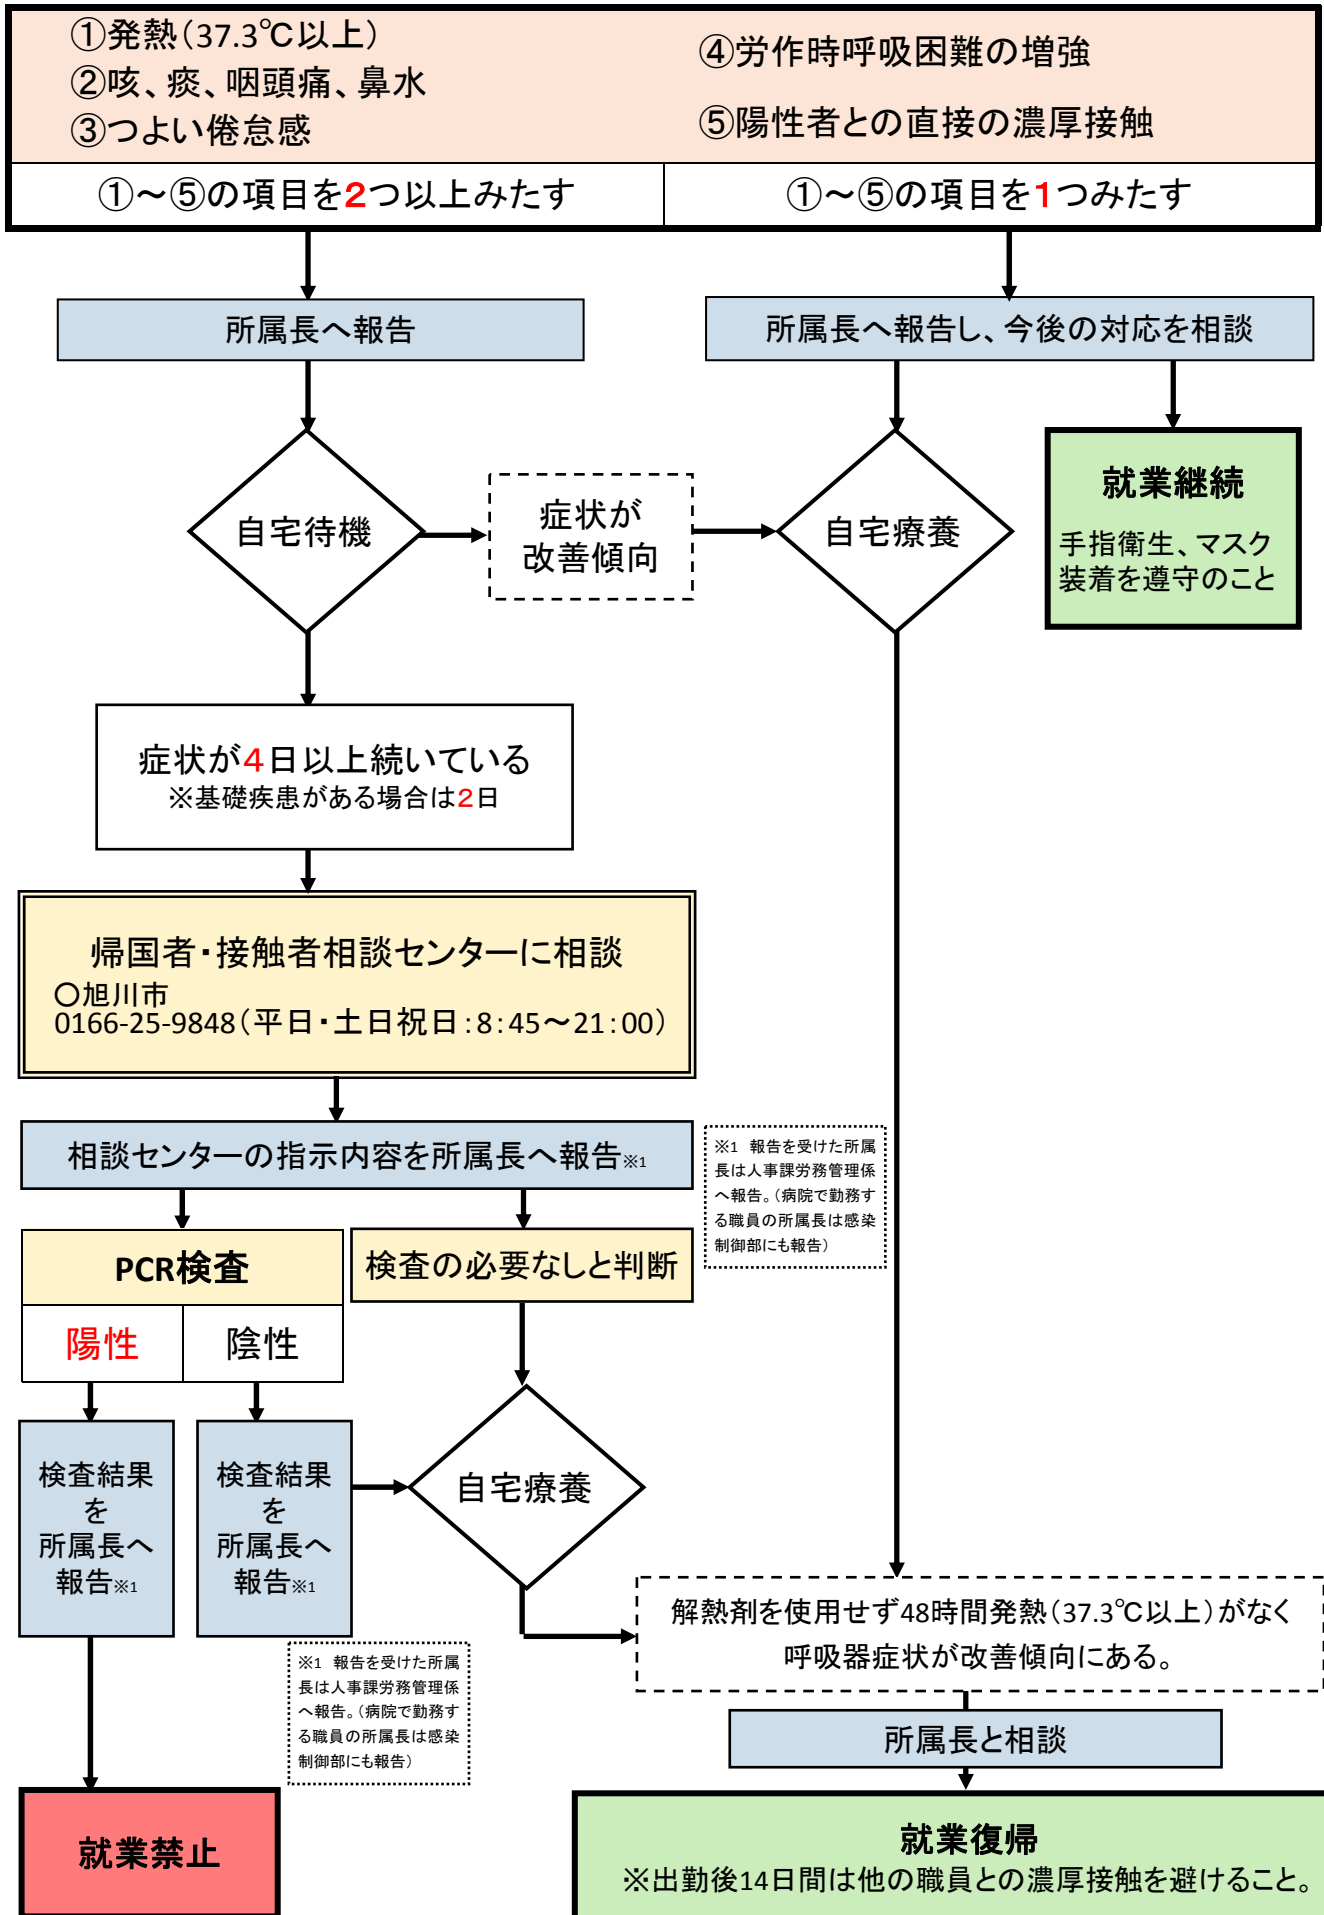 ①発熱(37.3℃以上)
②咳、痰、咽頭痛、鼻水
③つよい倦怠感
④労作時呼吸困難の増強
⑤陽性者との直接の濃厚接触
①～⑤の項目を2つ以上みたす
①～⑤の項目を1つみたす
所属長へ報告
所属長へ報告し、今後の対応を相談
自宅待機
症状が
改善傾向
自宅療養
就業継続
手指衛生、マスク
装着を遵守のこと
症状が4日以上続いている
※基礎疾患がある場合は2日
帰国者・接触者相談センターに相談
○旭川市
0166-25-9848(平日・土日祝日:8:45～21:00)
相談センターの指示内容を所属長へ報告※1
※1 報告を受けた所属
長は人事課労務管理係
へ報告。(病院で勤務す
る職員の所属長は感染
制御部にも報告)
PCR検査
検査の必要なしと判断
陽性
陰性
検査結果
を
所属長へ
報告※1
検査結果
を
所属長へ
報告※1
自宅療養
解熱剤を使用せず48時間発熱(37.3℃以上)がなく
呼吸器症状が改善傾向にある。
※1 報告を受けた所属
長は人事課労務管理係
へ報告。(病院で勤務す
る職員の所属長は感染
制御部にも報告)
所属長と相談
就業禁止
就業復帰
※出勤後14日間は他の職員との濃厚接触を避けること。